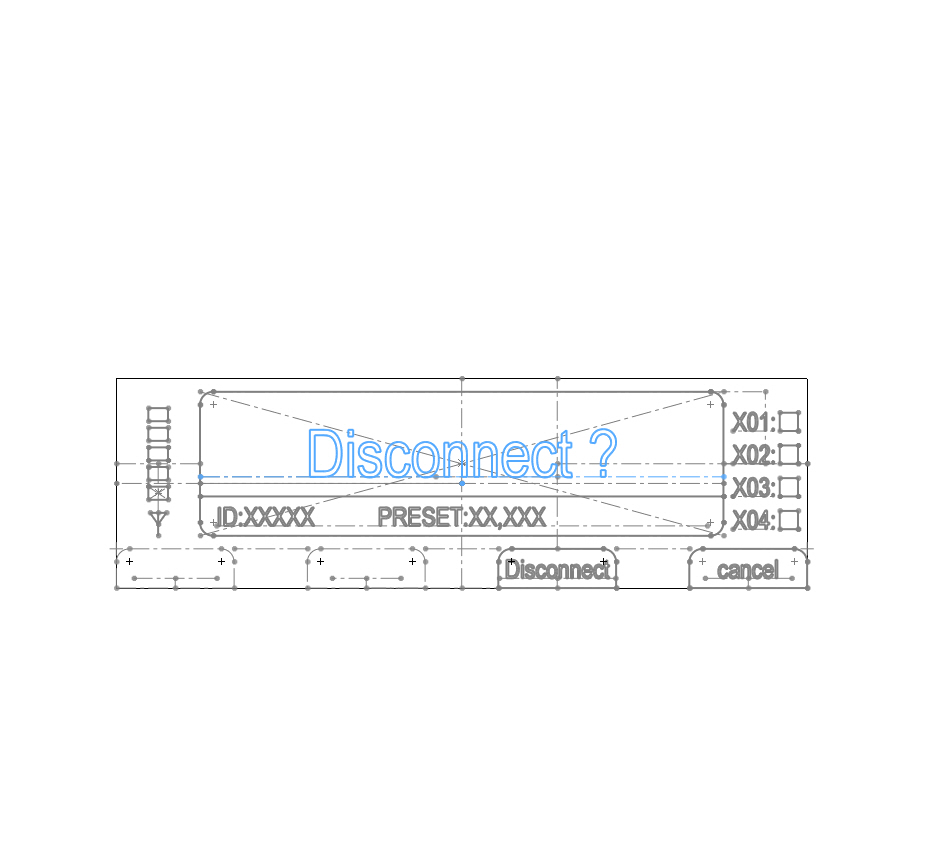 Disconnect ?
ID:XXXXX PRESET:XX,XXX
X01:
X02:
X03:
X04:
Disconnect
cancel